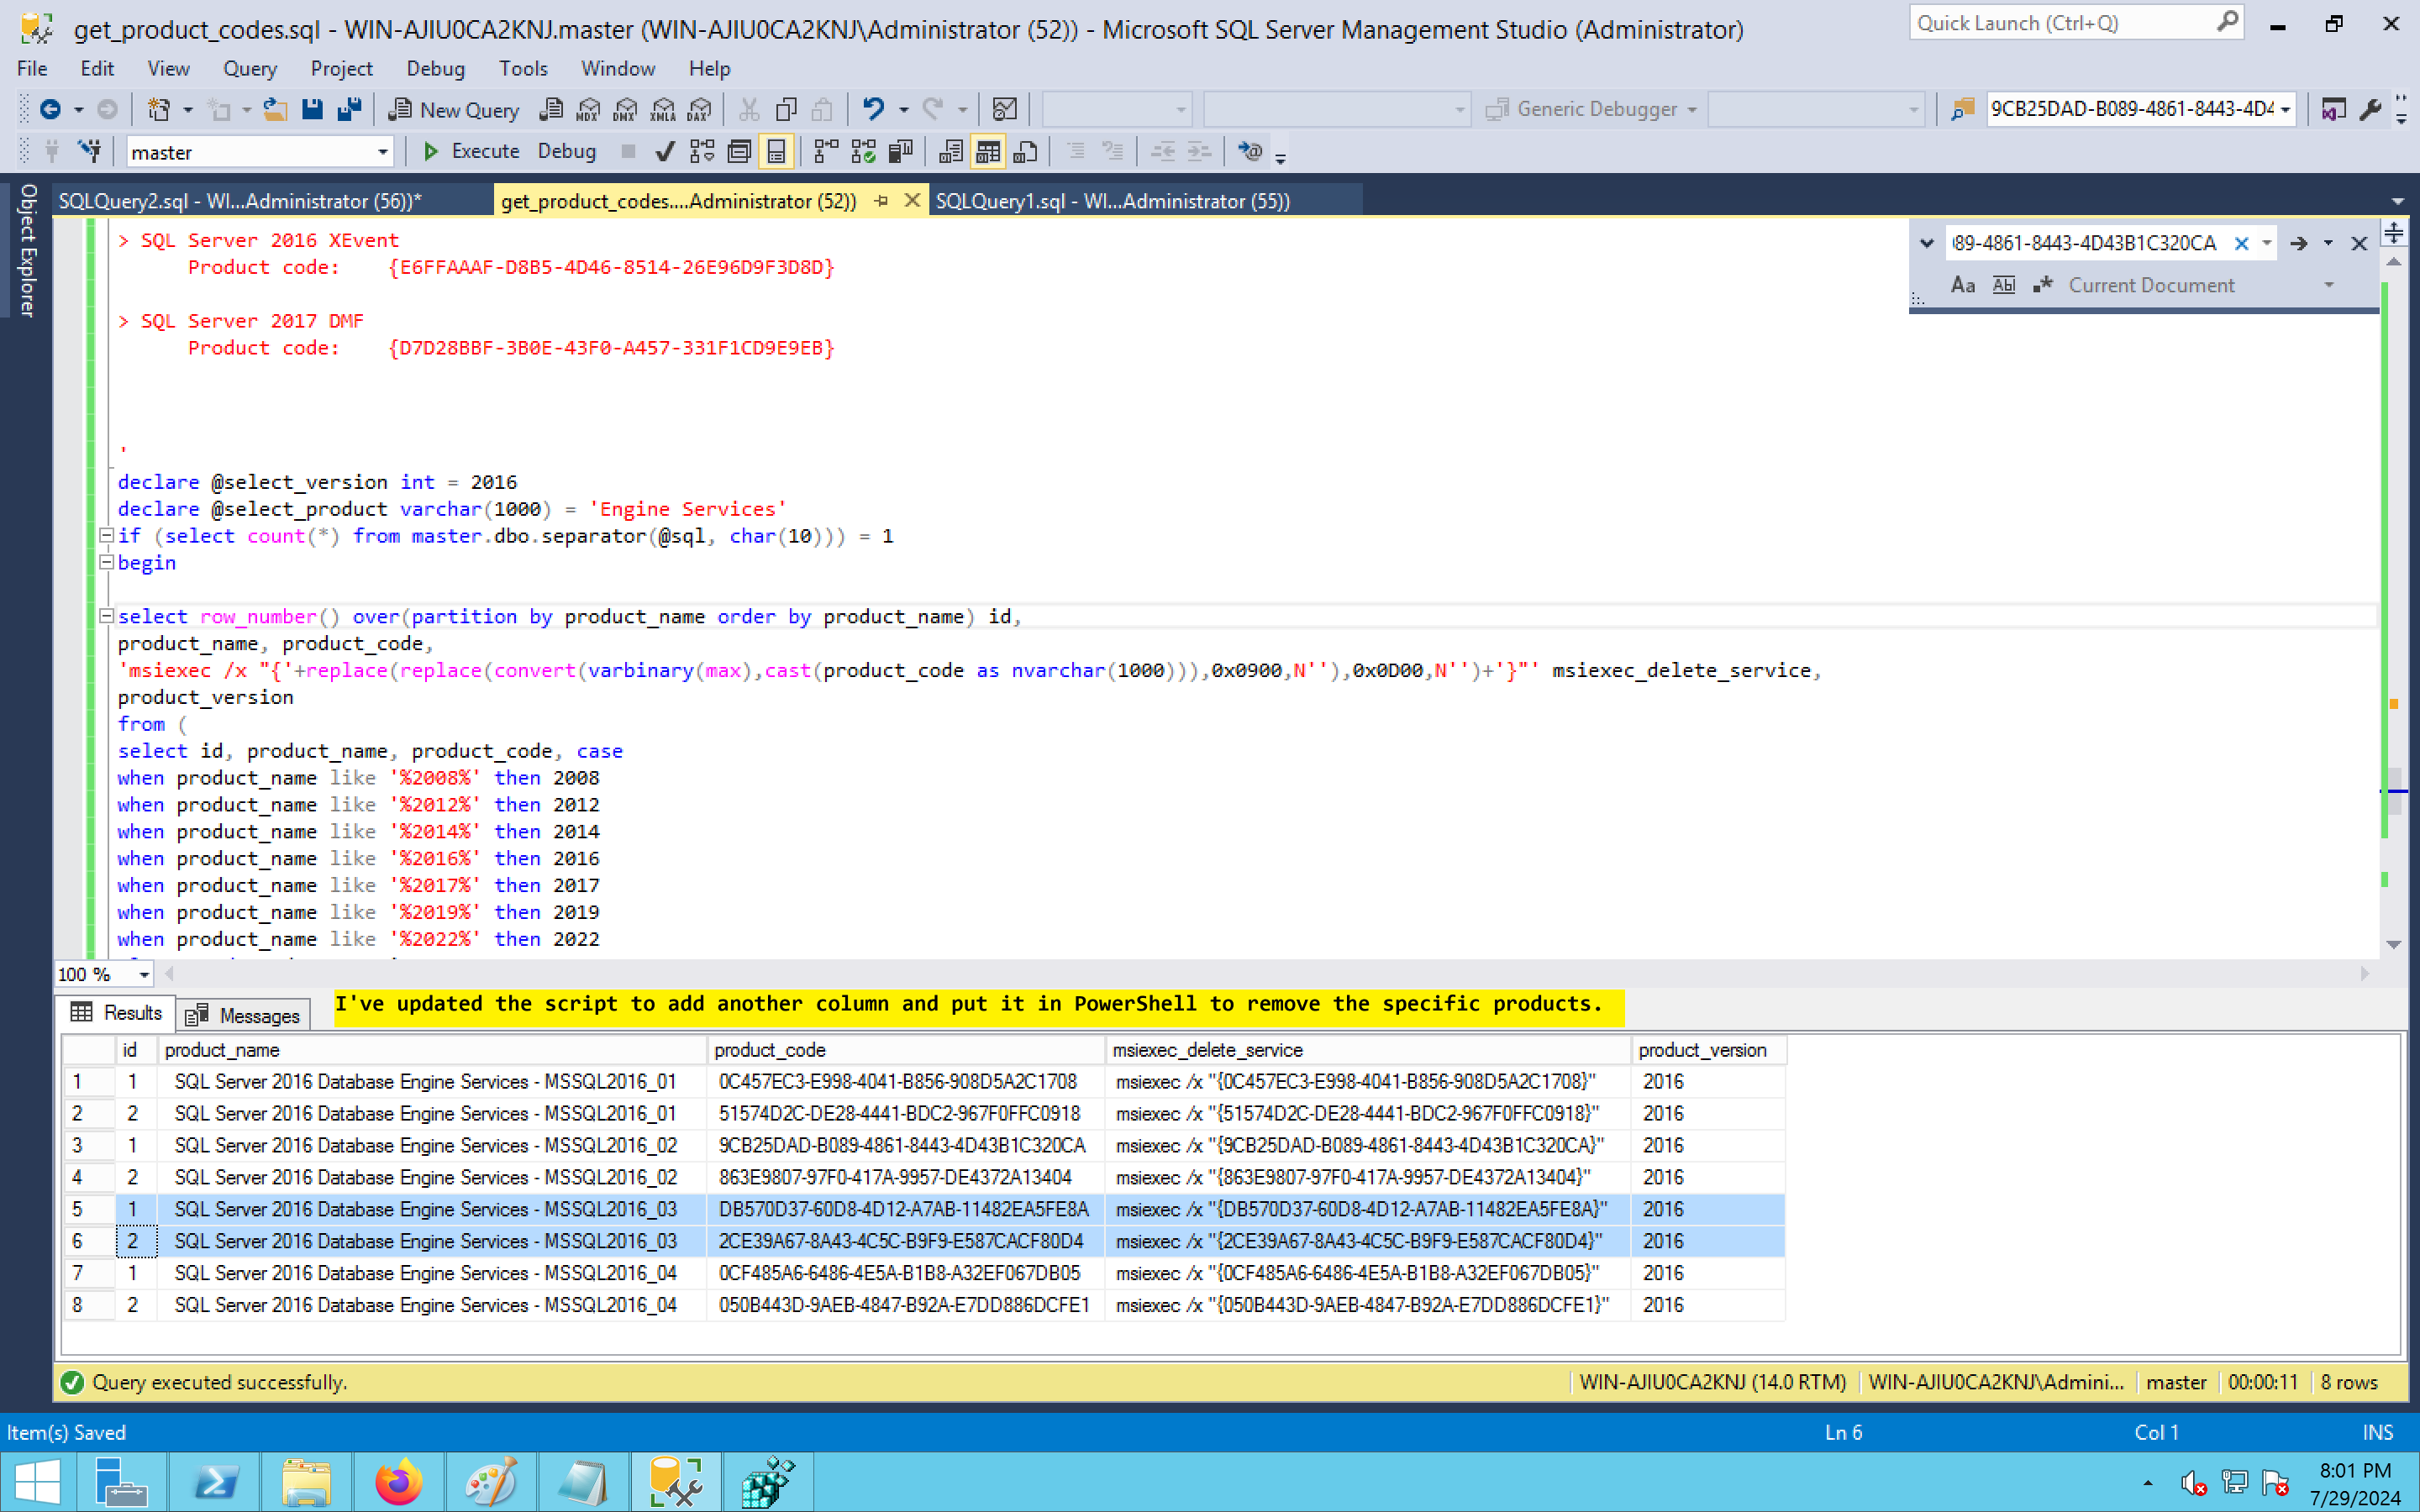 get_product_codes.sql - WIN-AJIU0CA2KNJ.master (WIN-AJIU0CA2KNJ\Administrator (52)) - Microsoft SQL Server Management Studio (Administrator)
Quick Launch (Ctrl+Q)
File Edit View Query Project Debug Tools Window Help
New Query MDX DMX XMLA DAX Generic Debugger 9CB25DAD-B089-4861-8443-4D4
master Execute Debug
Object Explorer
SQLQuery2.sql - WI...Administrator (56))* get_product_codes....Administrator (52)) SQLQuery1.sql - WI...Administrator (55))
89-4861-8443-4D43B1C320CA
Aa Abl .* Current Document
> SQL Server 2016 XEvent
Product code: {E6FFAAAF-D8B5-4D46-8514-26E96D9F3D8D}
> SQL Server 2017 DMF
Product code: {D7D28BBF-3B0E-43F0-A457-331F1CD9E9EB}
'
declare @select_version int = 2016
declare @select_product varchar(1000) = 'Engine Services'
if (select count(*) from master.dbo.separator(@sql, char(10))) = 1
begin
select row_number() over(partition by product_name order by product_name) id,
product_name, product_code,
'msiexec /x "{'+replace(replace(convert(varbinary(max),cast(product_code as nvarchar(1000))),0x0900,N''),0x0D00,N'')+'}"' msiexec_delete_service,
product_version
from (
select id, product_name, product_code, case
when product_name like '%2008%' then 2008
when product_name like '%2012%' then 2012
when product_name like '%2014%' then 2014
when product_name like '%2016%' then 2016
when product_name like '%2017%' then 2017
when product_name like '%2019%' then 2019
when product_name like '%2022%' then 2022
100 %
Results Messages
I've updated the script to add another column and put it in PowerShell to remove the specific products.
id product_name product_code msiexec_delete_service product_version
1 1 SQL Server 2016 Database Engine Services - MSSQL2016_01 0C457EC3-E998-4041-B856-908D5A2C1708 msiexec /x "{0C457EC3-E998-4041-B856-908D5A2C1708}" 2016
2 2 SQL Server 2016 Database Engine Services - MSSQL2016_01 51574D2C-DE28-4441-BDC2-967F0FFC0918 msiexec /x "{51574D2C-DE28-4441-BDC2-967F0FFC0918}" 2016
3 1 SQL Server 2016 Database Engine Services - MSSQL2016_02 9CB25DAD-B089-4861-8443-4D43B1C320CA msiexec /x "{9CB25DAD-B089-4861-8443-4D43B1C320CA}" 2016
4 2 SQL Server 2016 Database Engine Services - MSSQL2016_02 863E9807-97F0-417A-9957-DE4372A13404 msiexec /x "{863E9807-97F0-417A-9957-DE4372A13404}" 2016
5 1 SQL Server 2016 Database Engine Services - MSSQL2016_03 DB570D37-60D8-4D12-A7AB-11482EA5FE8A msiexec /x "{DB570D37-60D8-4D12-A7AB-11482EA5FE8A}" 2016
6 2 SQL Server 2016 Database Engine Services - MSSQL2016_03 2CE39A67-8A43-4C5C-B9F9-E587CACF80D4 msiexec /x "{2CE39A67-8A43-4C5C-B9F9-E587CACF80D4}" 2016
7 1 SQL Server 2016 Database Engine Services - MSSQL2016_04 0CF485A6-6486-4E5A-B1B8-A32EF067DB05 msiexec /x "{0CF485A6-6486-4E5A-B1B8-A32EF067DB05}" 2016
8 2 SQL Server 2016 Database Engine Services - MSSQL2016_04 050B443D-9AEB-4847-B92A-E7DD886DCFE1 msiexec /x "{050B443D-9AEB-4847-B92A-E7DD886DCFE1}" 2016
Query executed successfully. WIN-AJIU0CA2KNJ (14.0 RTM) WIN-AJIU0CA2KNJ\Admini... master 00:00:11 8 rows
Item(s) Saved Ln 6 Col 1 INS
8:01 PM
7/29/2024